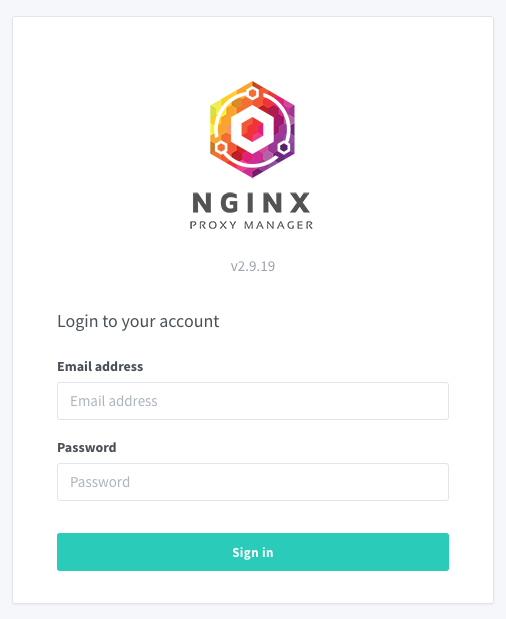 NGINX
PROXY MANAGER
v2.9.19
Login to your account
Email address
Email address
Password
Password
Sign in